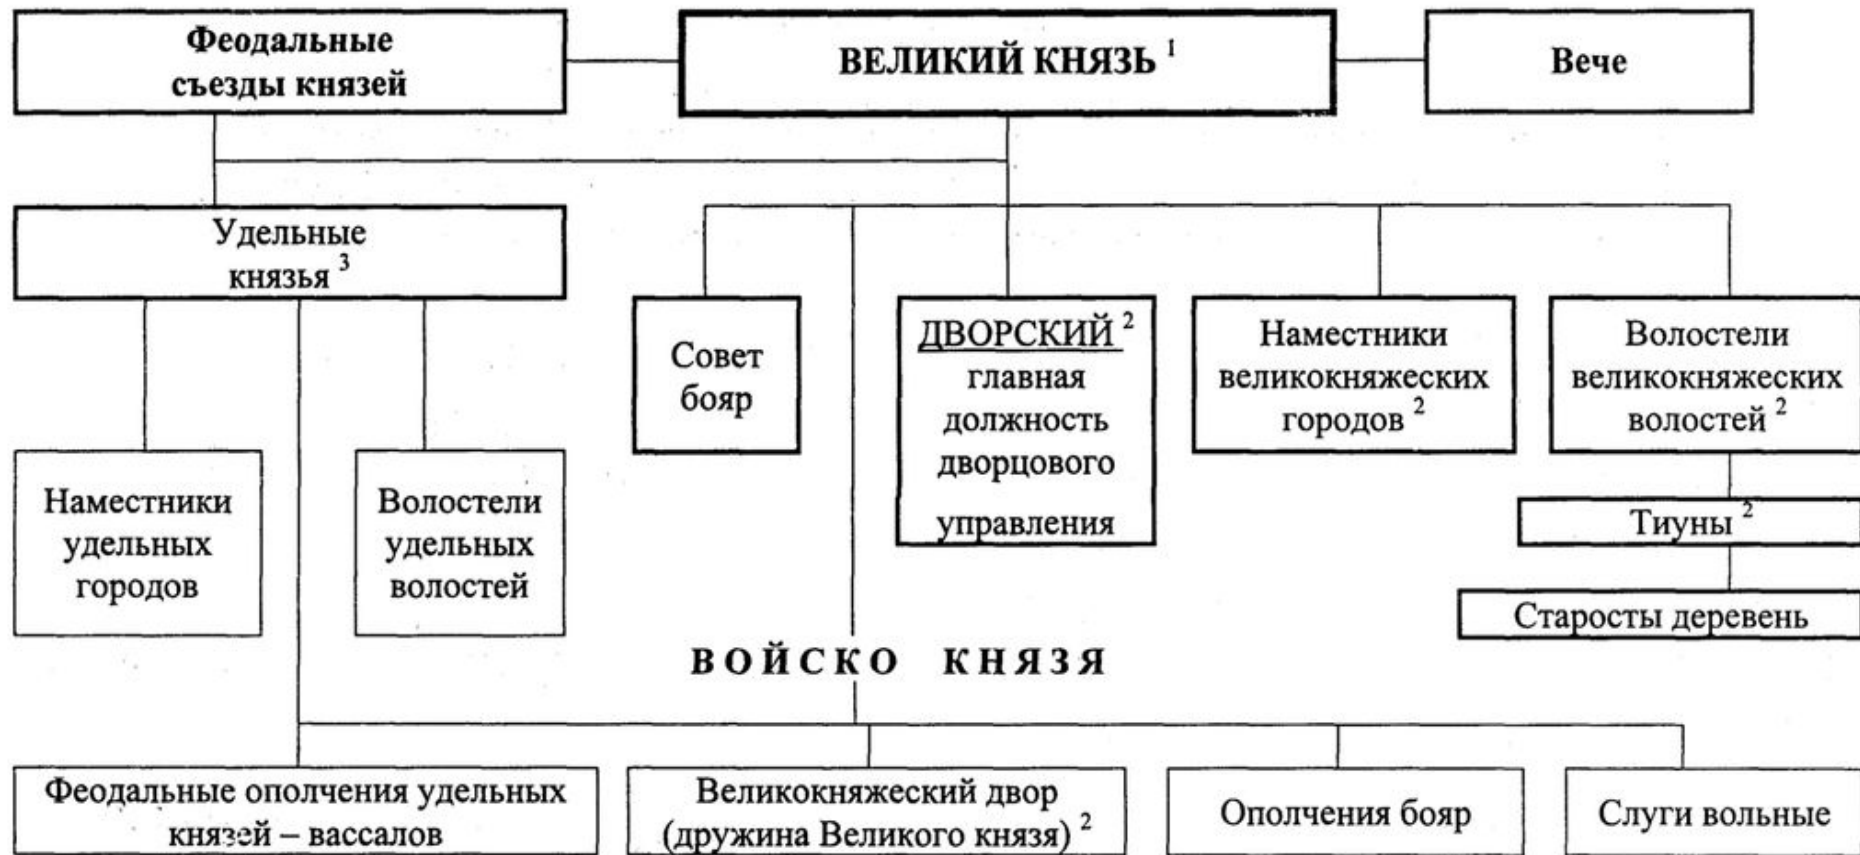 Феодальные
съезды князей
ВЕЛИКИЙ КНЯЗЬ ¹
Вече
Удельные
князья ³
Совет
бояр
ДВОРСКИЙ ²
главная
должность
дворцового
управления
Наместники
великокняжеских
городов ²
Волостели
великокняжеских
волостей ²
Наместники
удельных
городов
Волостели
удельных
волостей
Тиуны ²
Старосты деревень
ВОЙСКО КНЯЗЯ
Феодальные ополчения удельных
князей – вассалов
Великокняжеский двор
(дружина Великого князя) ²
Ополчения бояр
Слуги вольные